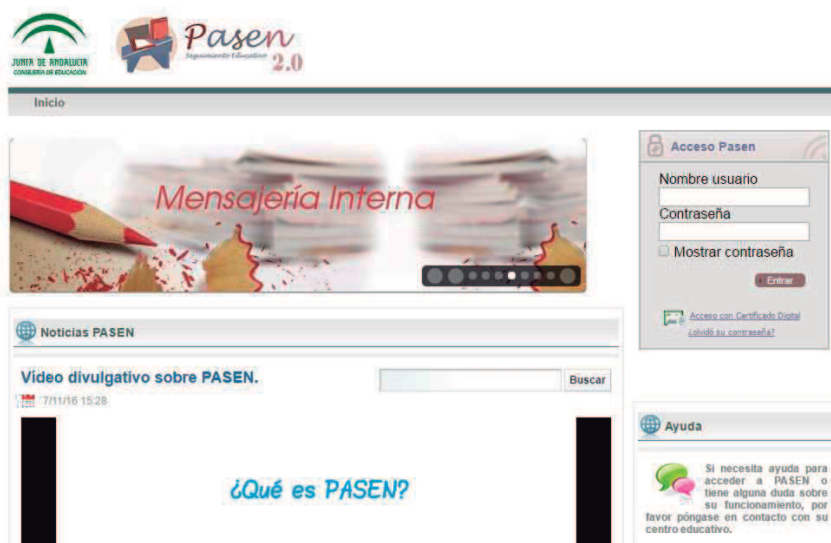 JUNTA DE ANDALUCIA
CONSEJERÍA DE EDUCACIÓN
Pasen
Seguimiento Educativo
2.0
Inicio
Mensajería Interna
Acceso Pasen
Nombre usuario
Contraseña
Mostrar contraseña
Entrar
Acceso con Certificado Digital
¿olvidó su contraseña?
Noticias PASEN
Vídeo divulgativo sobre PASEN.
Buscar
7/11/16 15:28
¿Qué es PASEN?
Ayuda
Si necesita ayuda para
acceder a PASEN o
tiene alguna duda sobre
su funcionamiento, por
favor póngase en contacto con su
centro educativo.